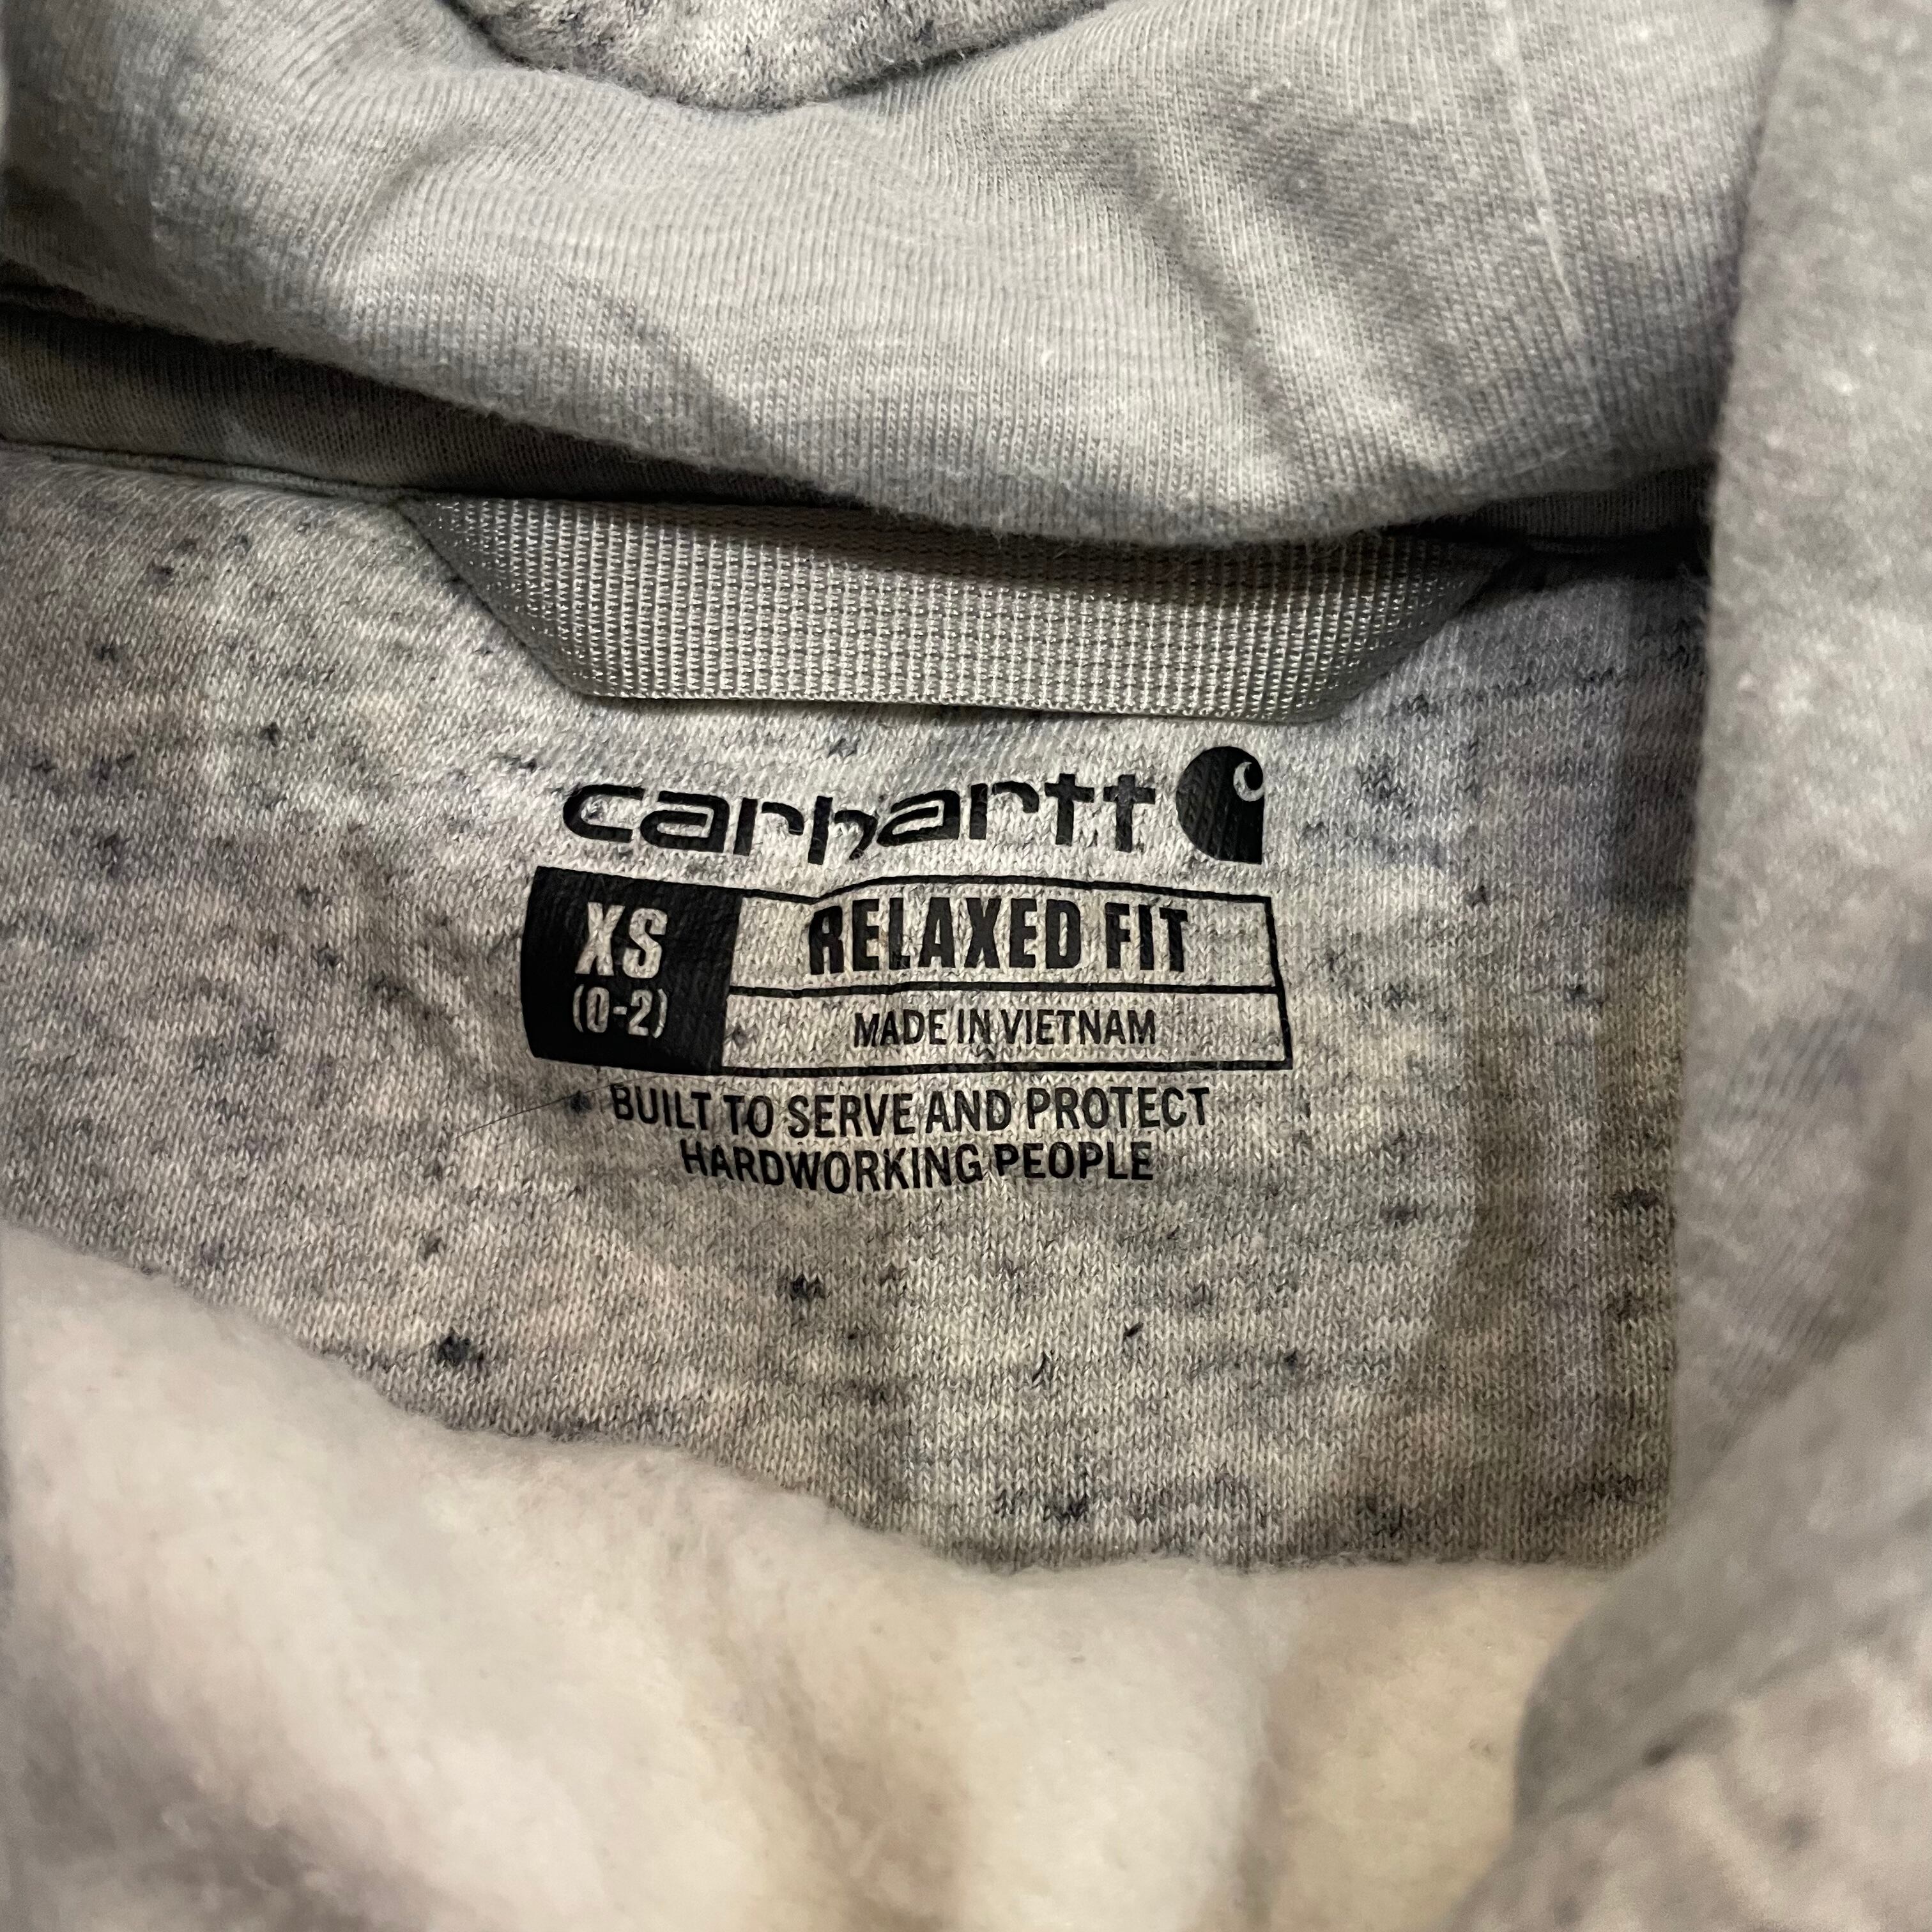 carhartt
XS
(0-2)
RELAXED FIT
MADE IN VIETNAM
BUILT TO SERVE AND PROTECT
HARDWORKING PEOPLE